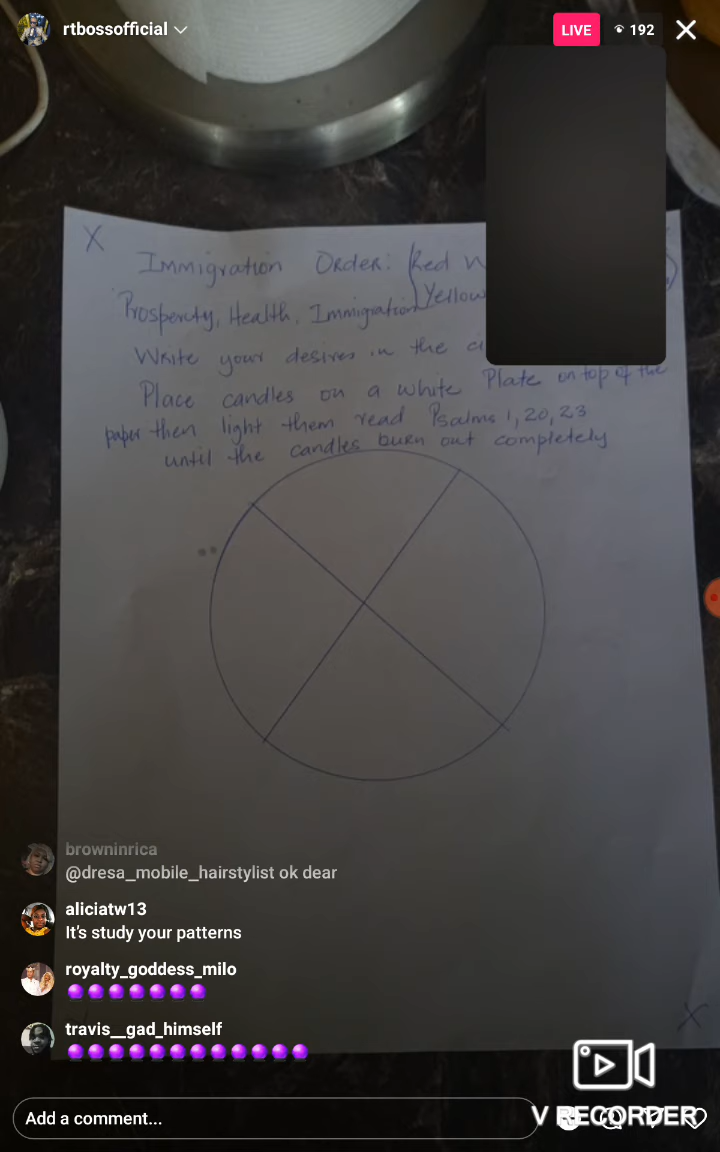 rtbossofficial
LIVE
192
X
Immigration Order: (Red
Prosperity, Health, Immigration (Yellow
Write your desires in the
Place candles on a white Plate on top of the
paper then light them read Psalms 1, 20, 23
until the candles burn out completely
browninrica
@dresa_mobile_hairstylist ok dear
aliciatw13
It's study your patterns
royalty_goddess_milo
travis__gad_himself
X
Add a comment...
V RECORDER